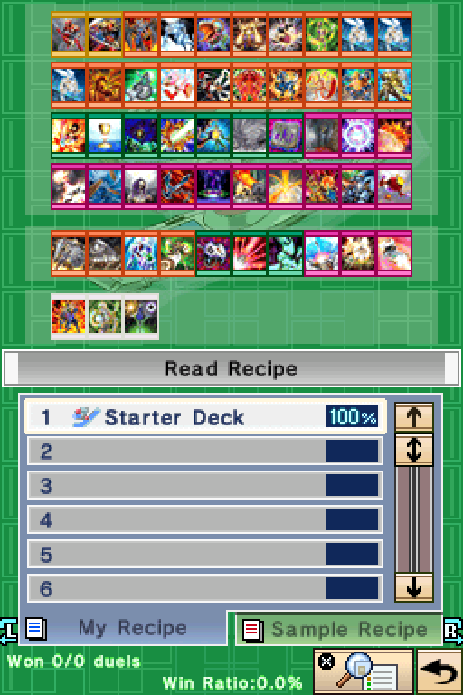 Read Recipe
1 Starter Deck 100%
2
3
4
5
6
L My Recipe Sample Recipe R
Won 0/0 duels
Win Ratio:0.0%
X